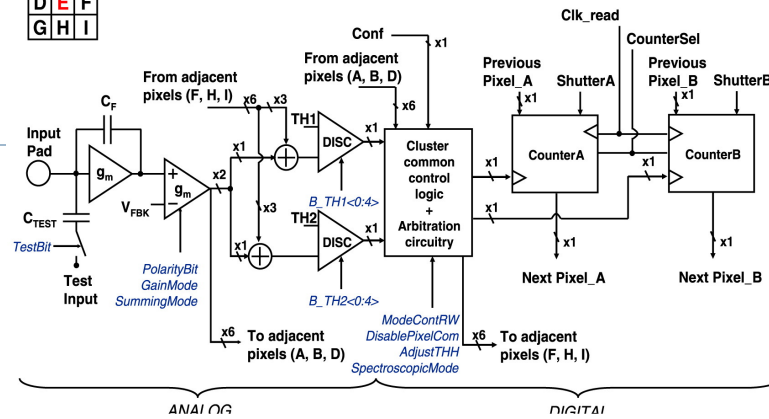 D E F
G H I
Clk_read
Conf
CounterSel
From adjacent
pixels (A, B, D)
x1
x6
From adjacent
pixels (F, H, I)
x6
x3
Previous
Pixel_A
x1
ShutterA
Previous
Pixel_B
x1
ShutterB
CF
Input
Pad
gm
TH1
DISC
x1
x1
B_TH1<0:4>
Cluster
common
control
logic
+
Arbitration
circuitry
x1
CounterA
x1
CounterB
+
gm
−
x2
VFBK
CTEST
TestBit
Test
Input
x3
TH2
DISC
x1
x1
B_TH2<0:4>
x1
x1
x1
Next Pixel_A
Next Pixel_B
PolarityBit
GainMode
SummingMode
x6
To adjacent
pixels (A, B, D)
ModeContRW
DisablePixelCom
AdjustTHH
SpectroscopicMode
x6
To adjacent
pixels (F, H, I)
ANALOG
DIGITAL